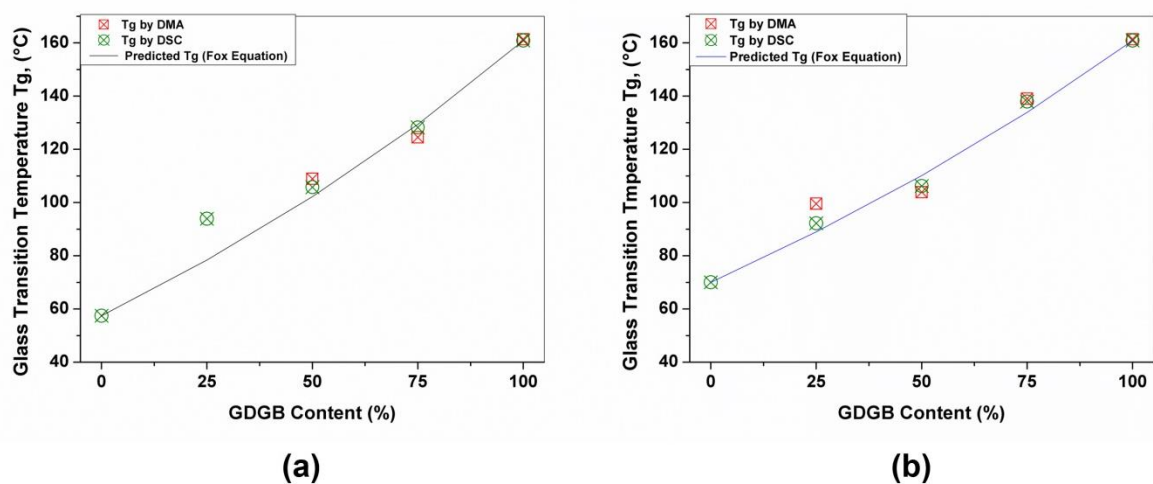 Glass Transition Temperature Tg, (°C)
160
140
120
100
80
60
40
Tg by DMA
Tg by DSC
Predicted Tg (Fox Equation)
0 25 50 75 100
GDGB Content (%)
(a)
Glass Transition Tmperature Tg, (°C)
160
140
120
100
80
60
40
Tg by DMA
Tg by DSC
Predicted Tg (Fox Equation)
0 25 50 75 100
GDGB Content (%)
(b)